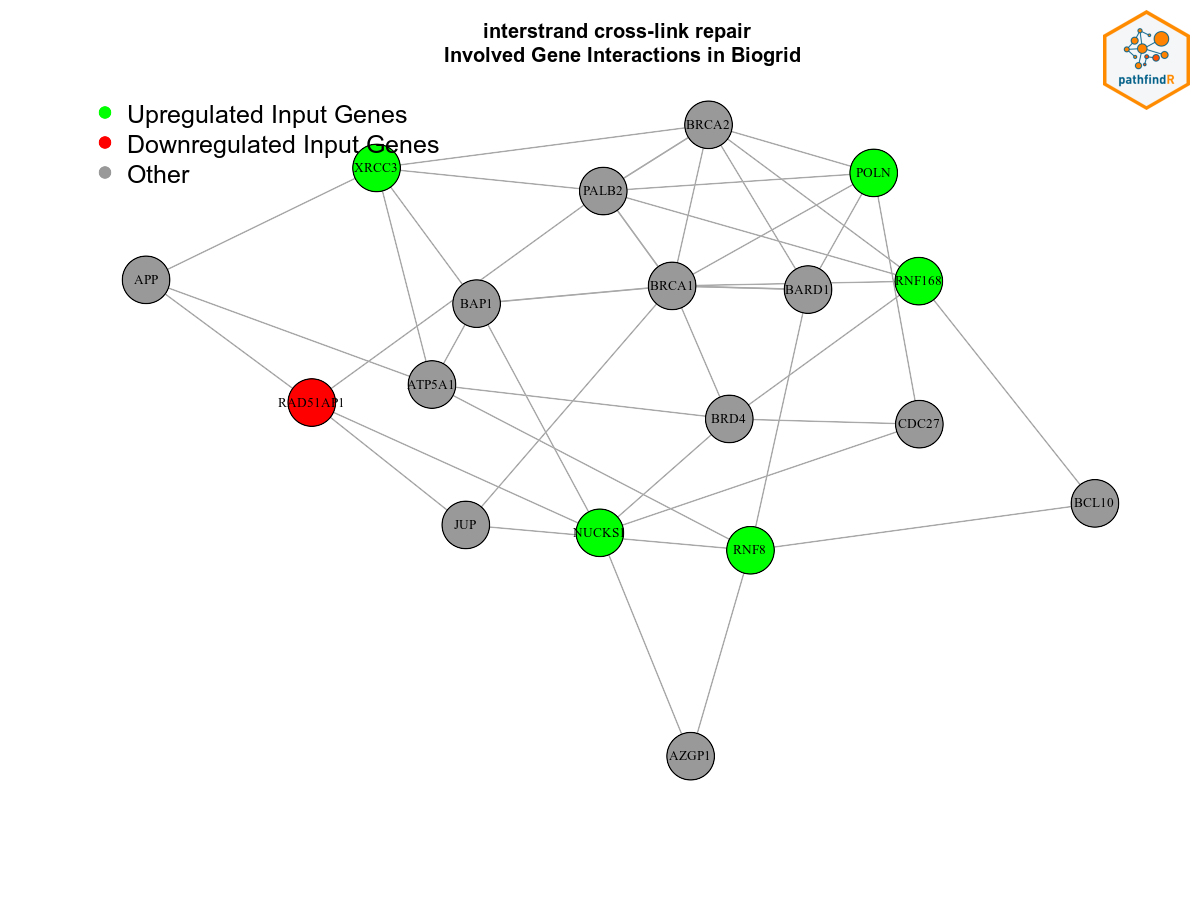 interstrand cross-link repair
Involved Gene Interactions in Biogrid
pathfindR
Upregulated Input Genes
Downregulated Input Genes
Other
BRCA2
XRCC3
POLN
PALB2
APP
RNF168
BRCA1
BARD1
BAP1
ATP5A1
RAD51AP1
BRD4
CDC27
BCL10
JUP
NUCKS1
RNF8
AZGP1